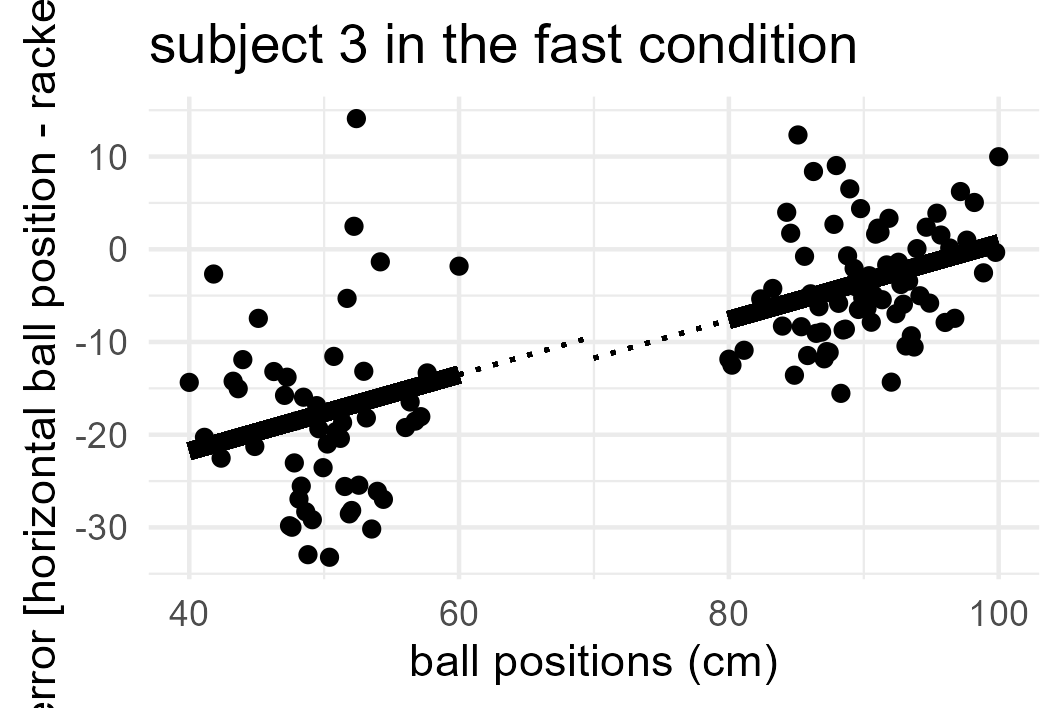 subject 3 in the fast condition
error [horizontal ball position - racke
10
0
-10
-20
-30
40 60 80 100
ball positions (cm)